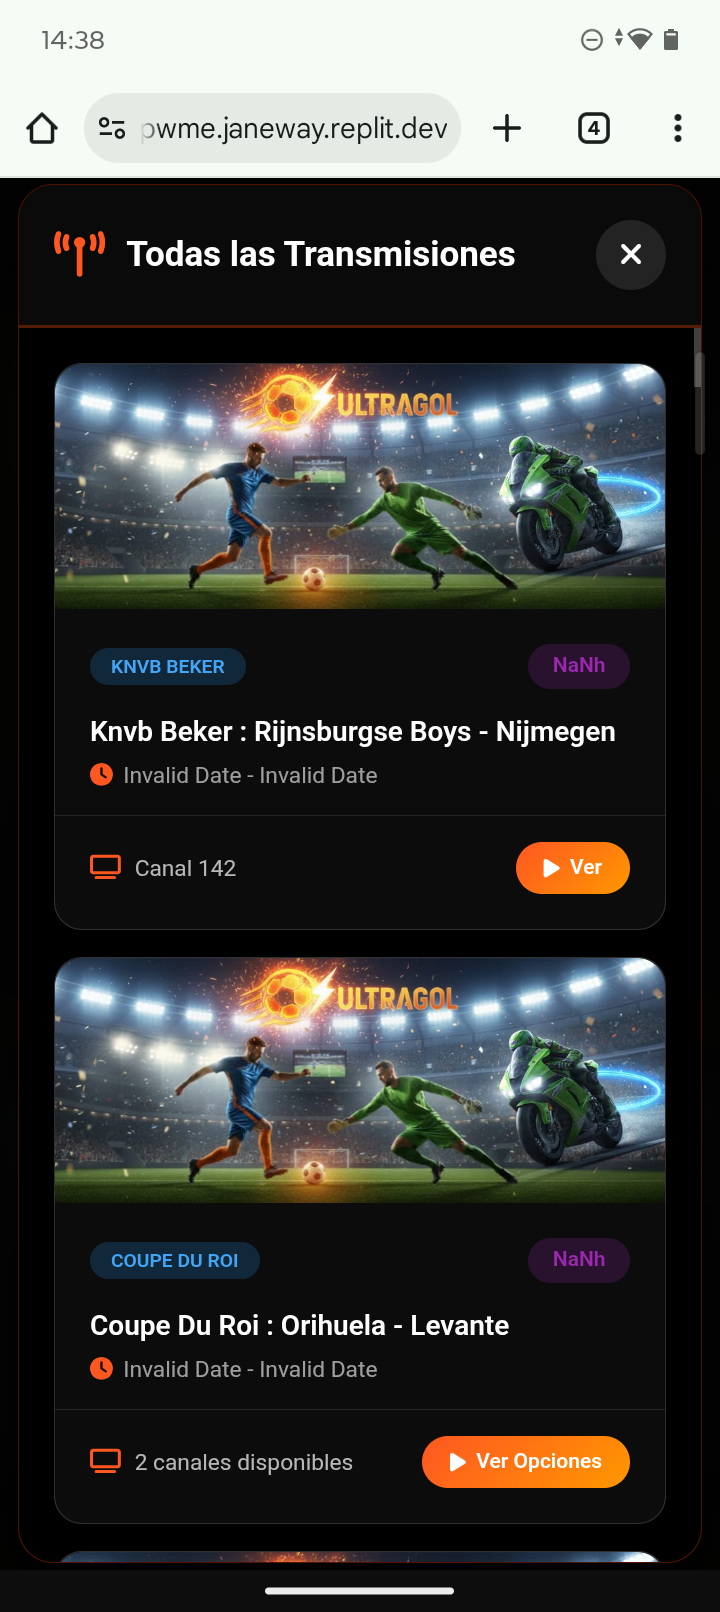 14:38
pwme.janeway.replit.dev
4
Todas las Transmisiones
ULTRAGOL
KNVB BEKER
NaNh
Knvb Beker : Rijnsburgse Boys - Nijmegen
Invalid Date - Invalid Date
Canal 142
Ver
ULTRAGOL
COUPE DU ROI
NaNh
Coupe Du Roi : Orihuela - Levante
Invalid Date - Invalid Date
2 canales disponibles
Ver Opciones